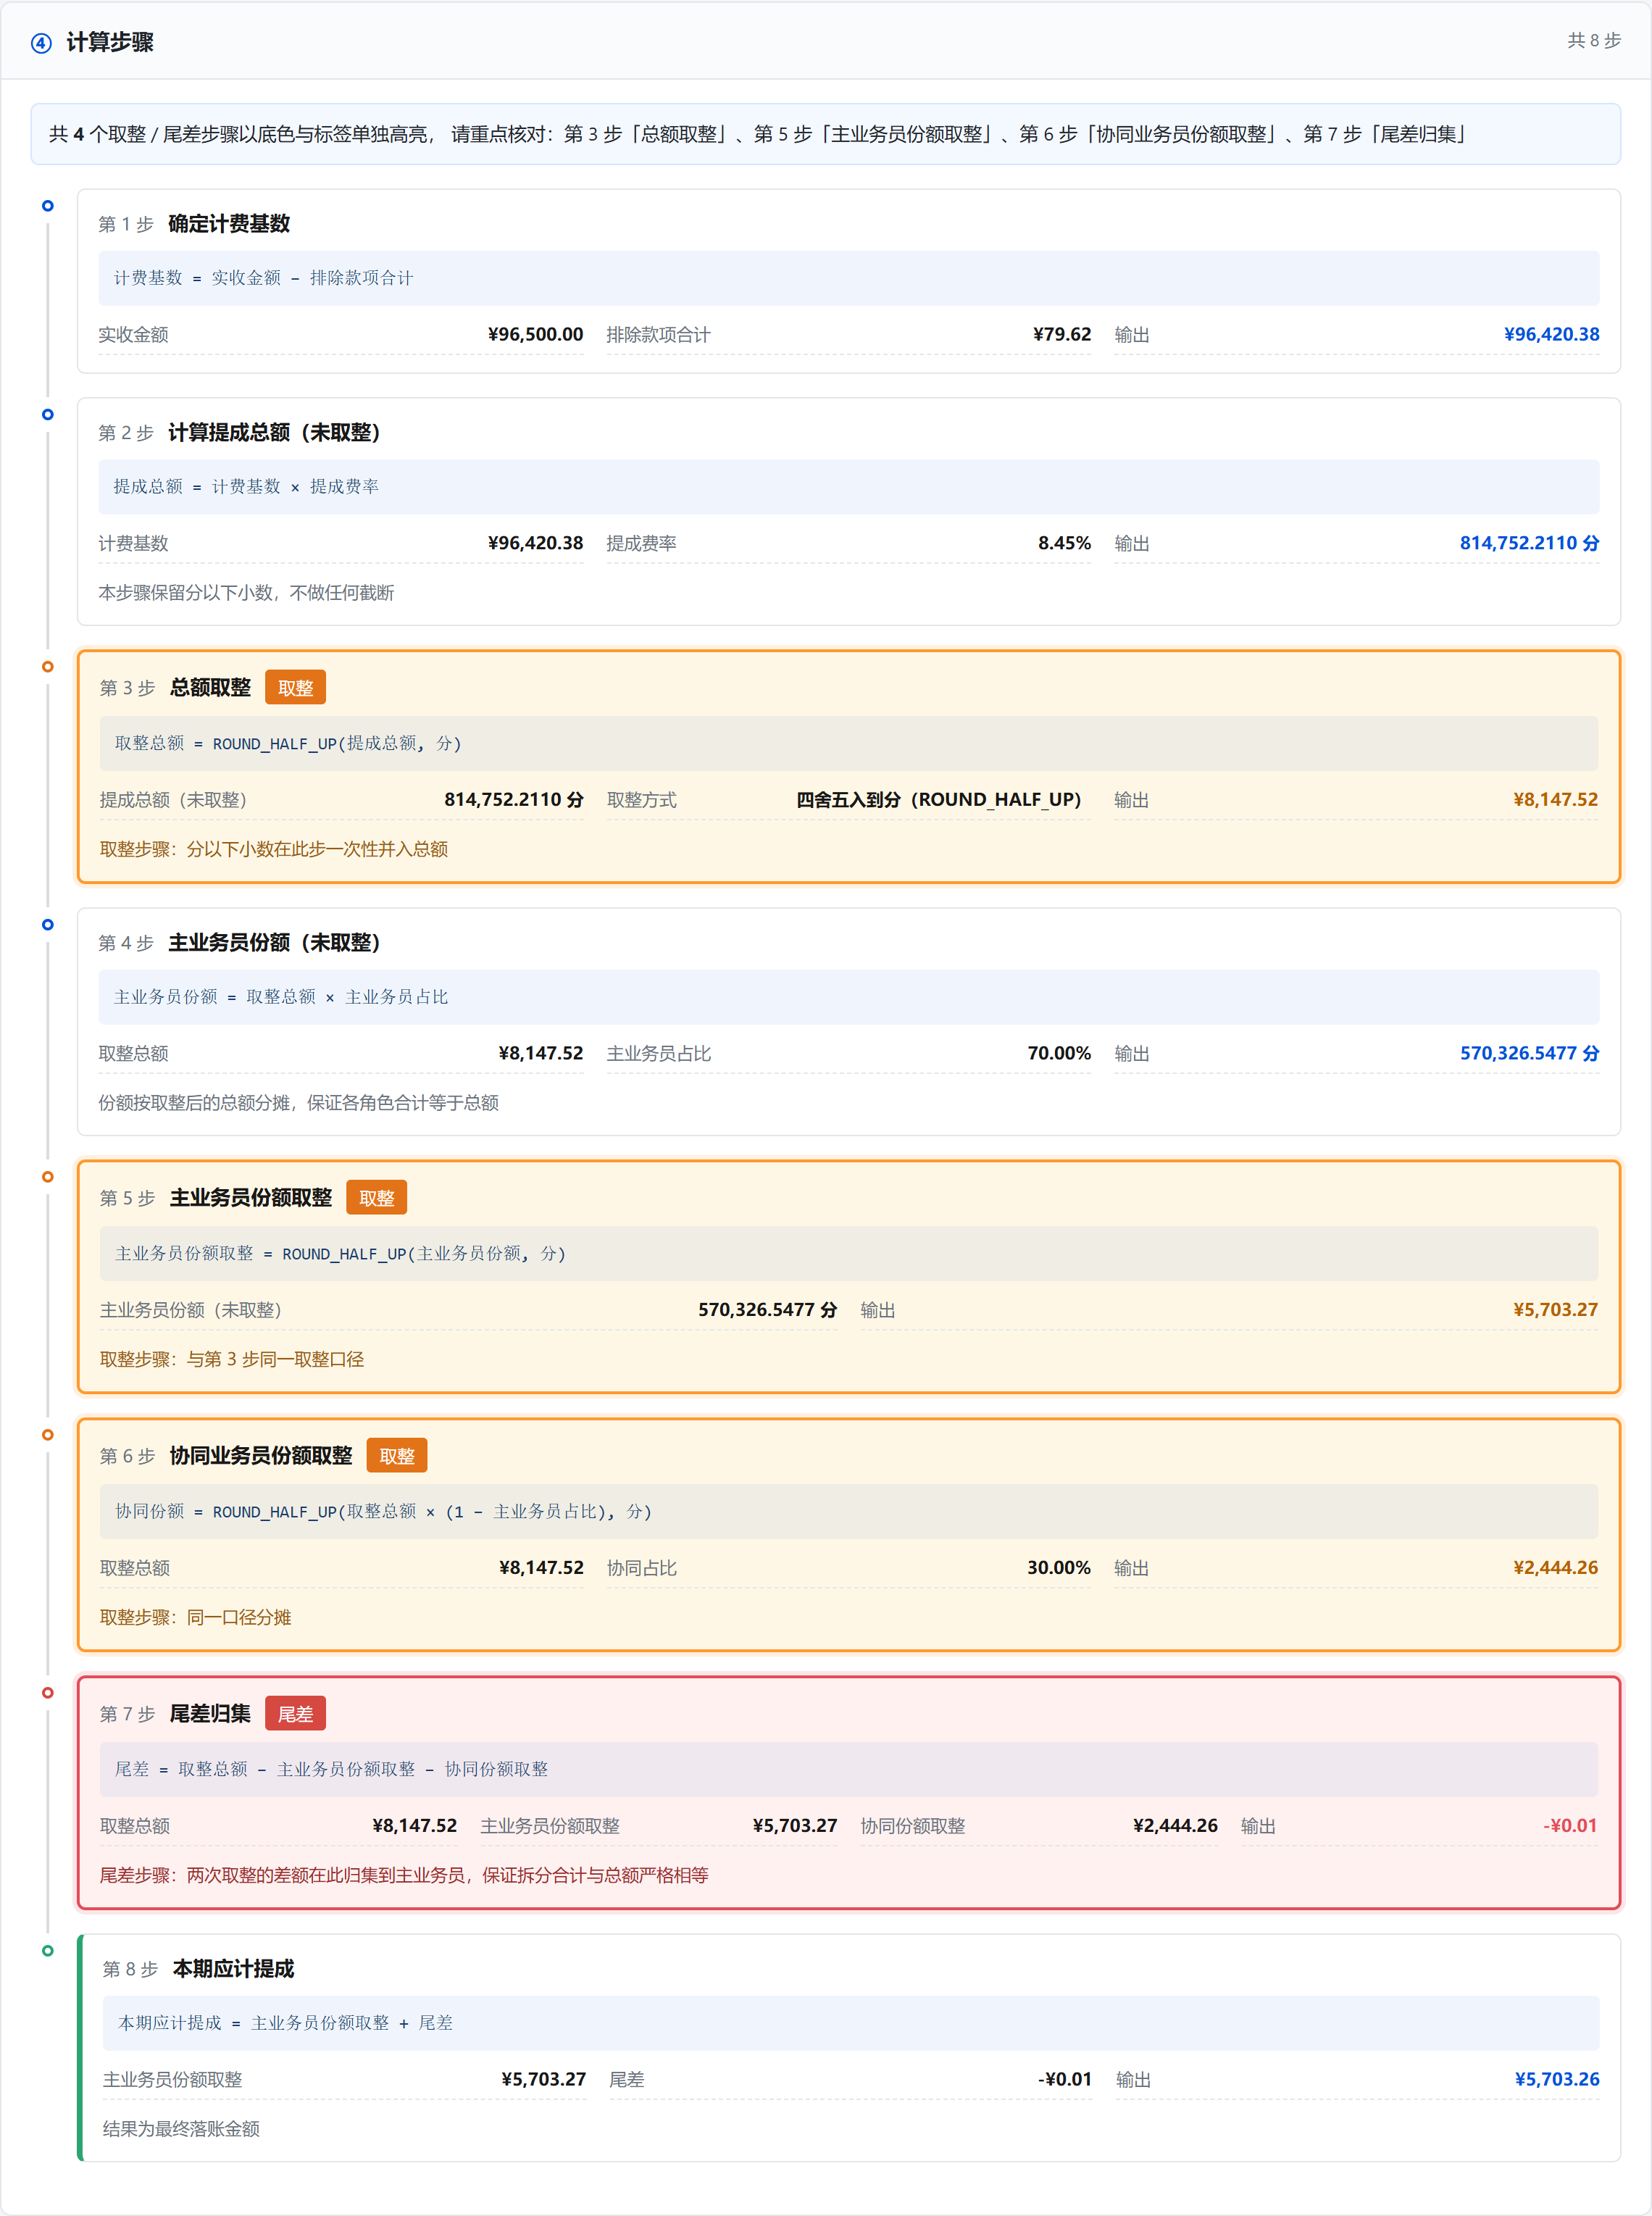 ④ 计算步骤 共 8 步
共 4 个取整 / 尾差步骤以底色与标签单独高亮， 请重点核对：第 3 步「总额取整」、第 5 步「主业务员份额取整」、第 6 步「协同业务员份额取整」、第 7 步「尾差归集」
第 1 步 确定计费基数
计费基数 = 实收金额 − 排除款项合计
实收金额 ¥96,500.00 排除款项合计 ¥79.62 输出 ¥96,420.38
第 2 步 计算提成总额（未取整）
提成总额 = 计费基数 × 提成费率
计费基数 ¥96,420.38 提成费率 8.45% 输出 814,752.2110 分
本步骤保留分以下小数，不做任何截断
第 3 步 总额取整 取整
取整总额 = ROUND_HALF_UP(提成总额, 分)
提成总额（未取整） 814,752.2110 分 取整方式 四舍五入到分（ROUND_HALF_UP） 输出 ¥8,147.52
取整步骤：分以下小数在此步一次性并入总额
第 4 步 主业务员份额（未取整）
主业务员份额 = 取整总额 × 主业务员占比
取整总额 ¥8,147.52 主业务员占比 70.00% 输出 570,326.5477 分
份额按取整后的总额分摊，保证各角色合计等于总额
第 5 步 主业务员份额取整 取整
主业务员份额取整 = ROUND_HALF_UP(主业务员份额, 分)
主业务员份额（未取整） 570,326.5477 分 输出 ¥5,703.27
取整步骤：与第 3 步同一取整口径
第 6 步 协同业务员份额取整 取整
协同份额 = ROUND_HALF_UP(取整总额 × (1 − 主业务员占比), 分)
取整总额 ¥8,147.52 协同占比 30.00% 输出 ¥2,444.26
取整步骤：同一口径分摊
第 7 步 尾差归集 尾差
尾差 = 取整总额 − 主业务员份额取整 − 协同份额取整
取整总额 ¥8,147.52 主业务员份额取整 ¥5,703.27 协同份额取整 ¥2,444.26 输出 -¥0.01
尾差步骤：两次取整的差额在此归集到主业务员，保证拆分合计与总额严格相等
第 8 步 本期应计提成
本期应计提成 = 主业务员份额取整 + 尾差
主业务员份额取整 ¥5,703.27 尾差 -¥0.01 输出 ¥5,703.26
结果为最终落账金额